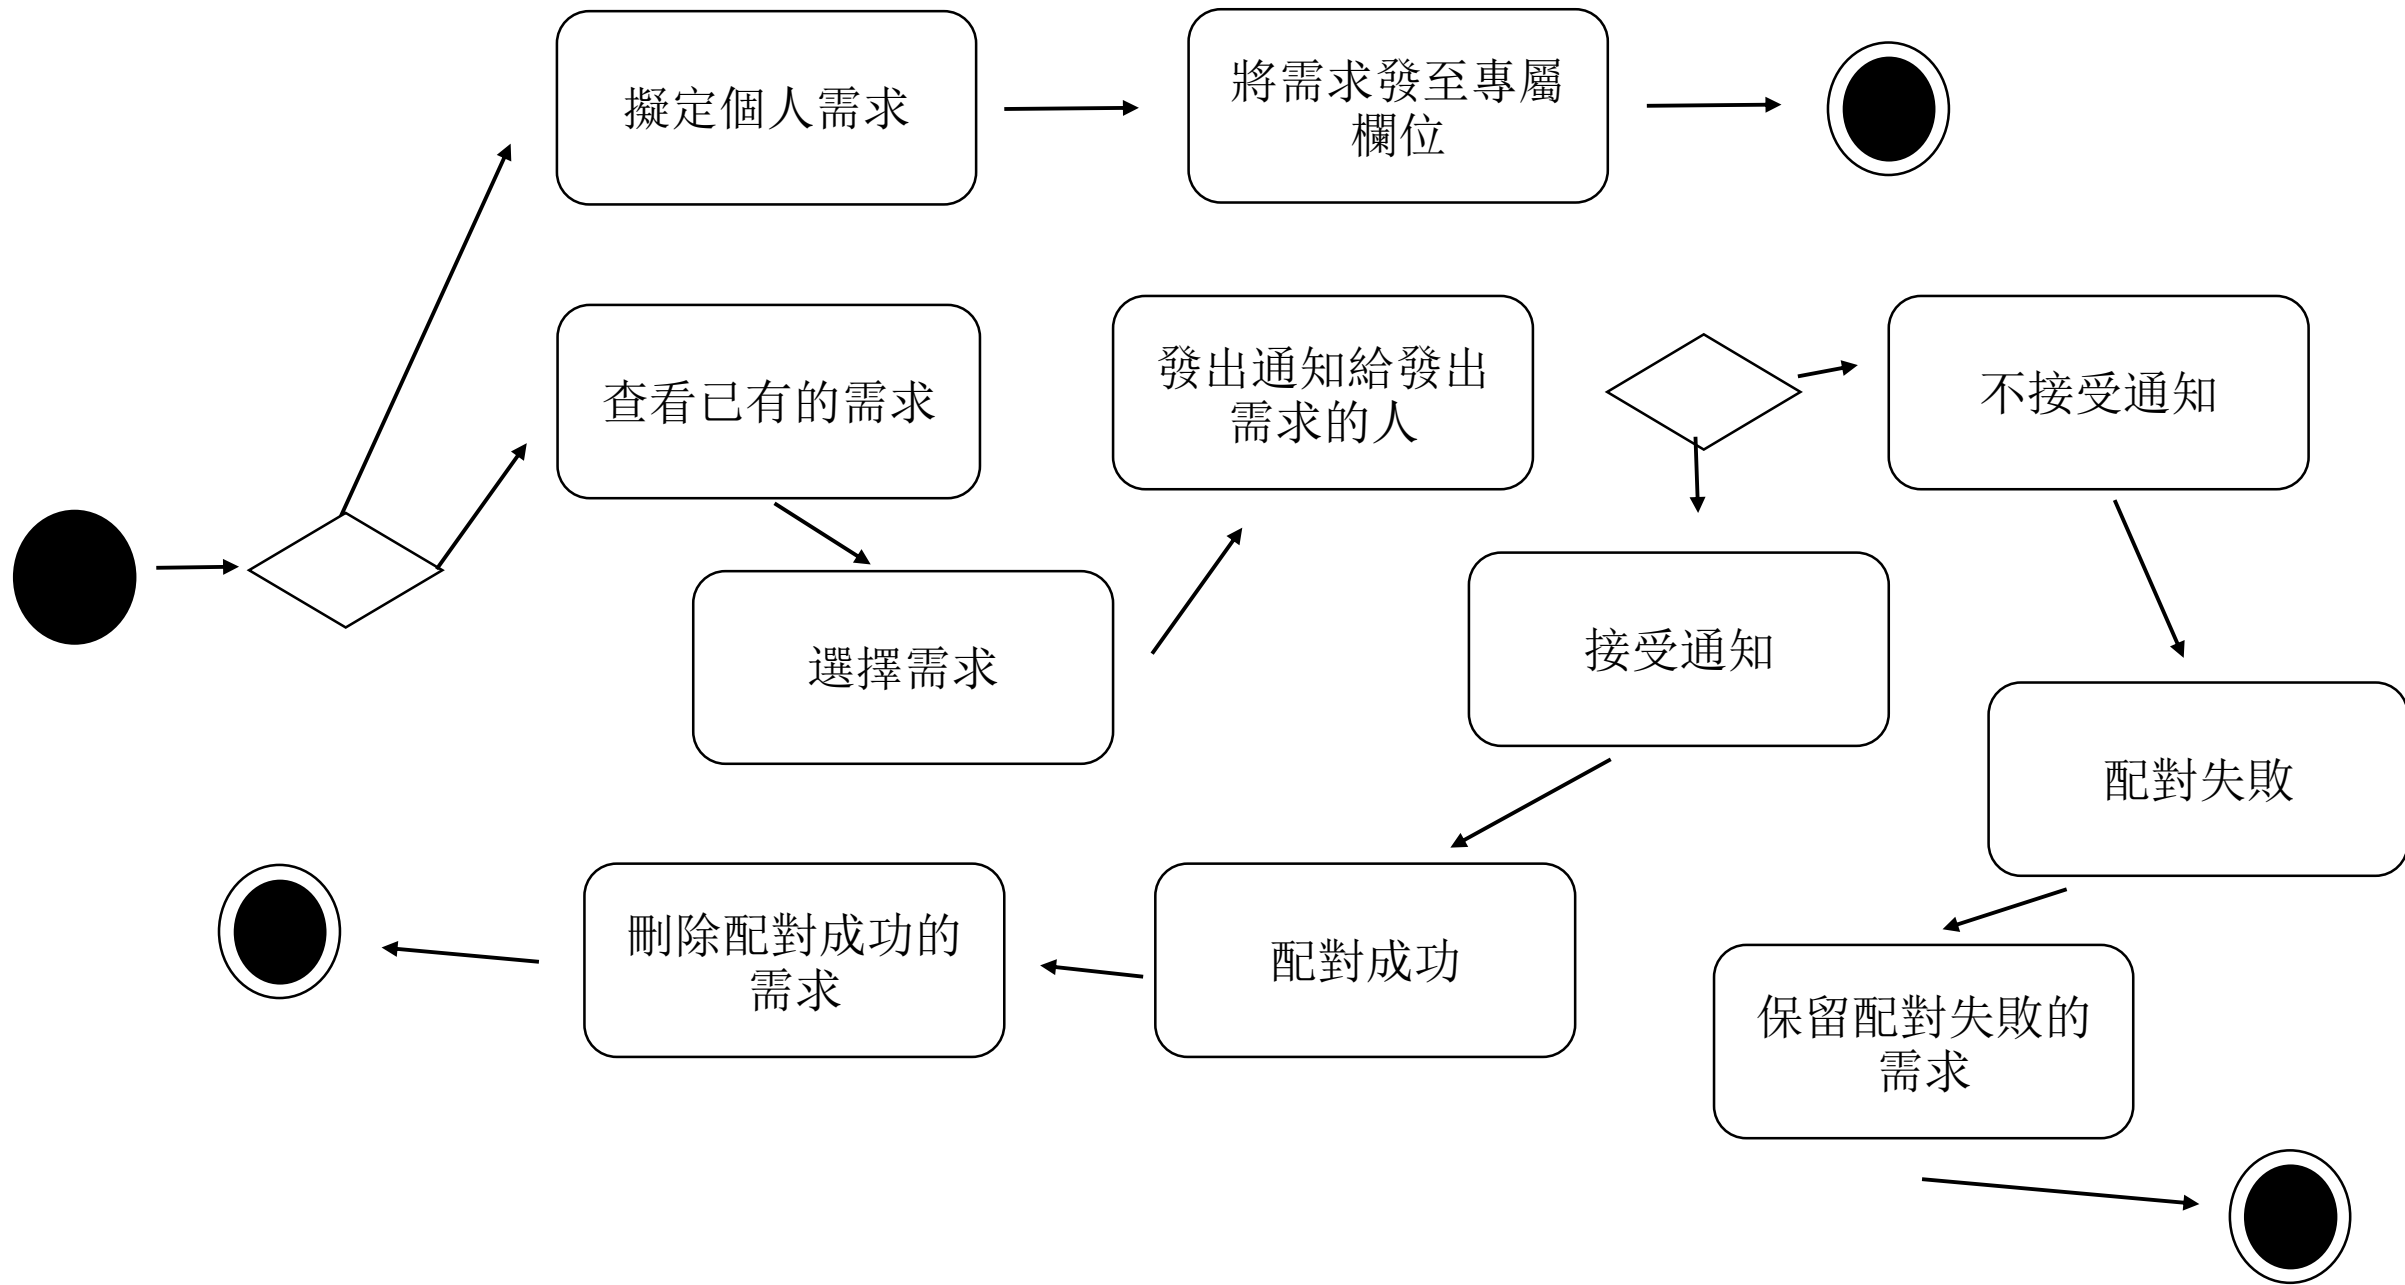 擬定個人需求
將需求發至專屬
欄位
查看已有的需求
發出通知給發出
需求的人
不接受通知
選擇需求
接受通知
配對失敗
刪除配對成功的
需求
配對成功
保留配對失敗的
需求